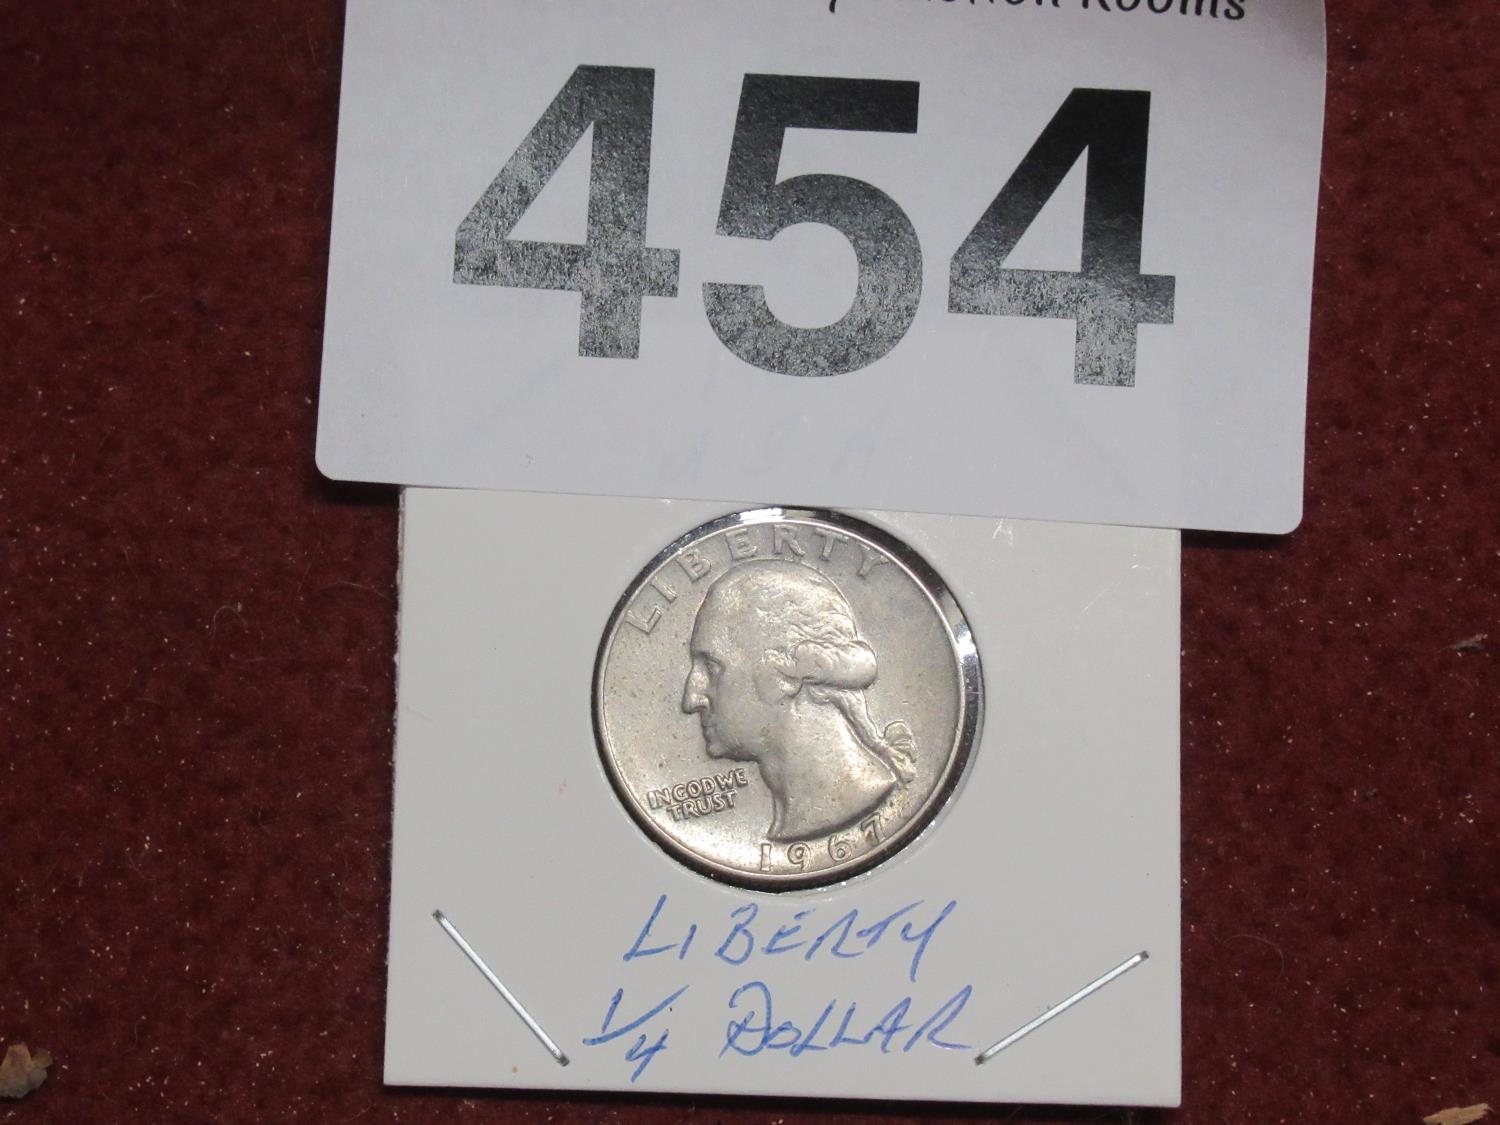 Rooms
454
LIBERTY
IN GOD WE
TRUST
1967
LIBERTY
1/4 DOLLAR